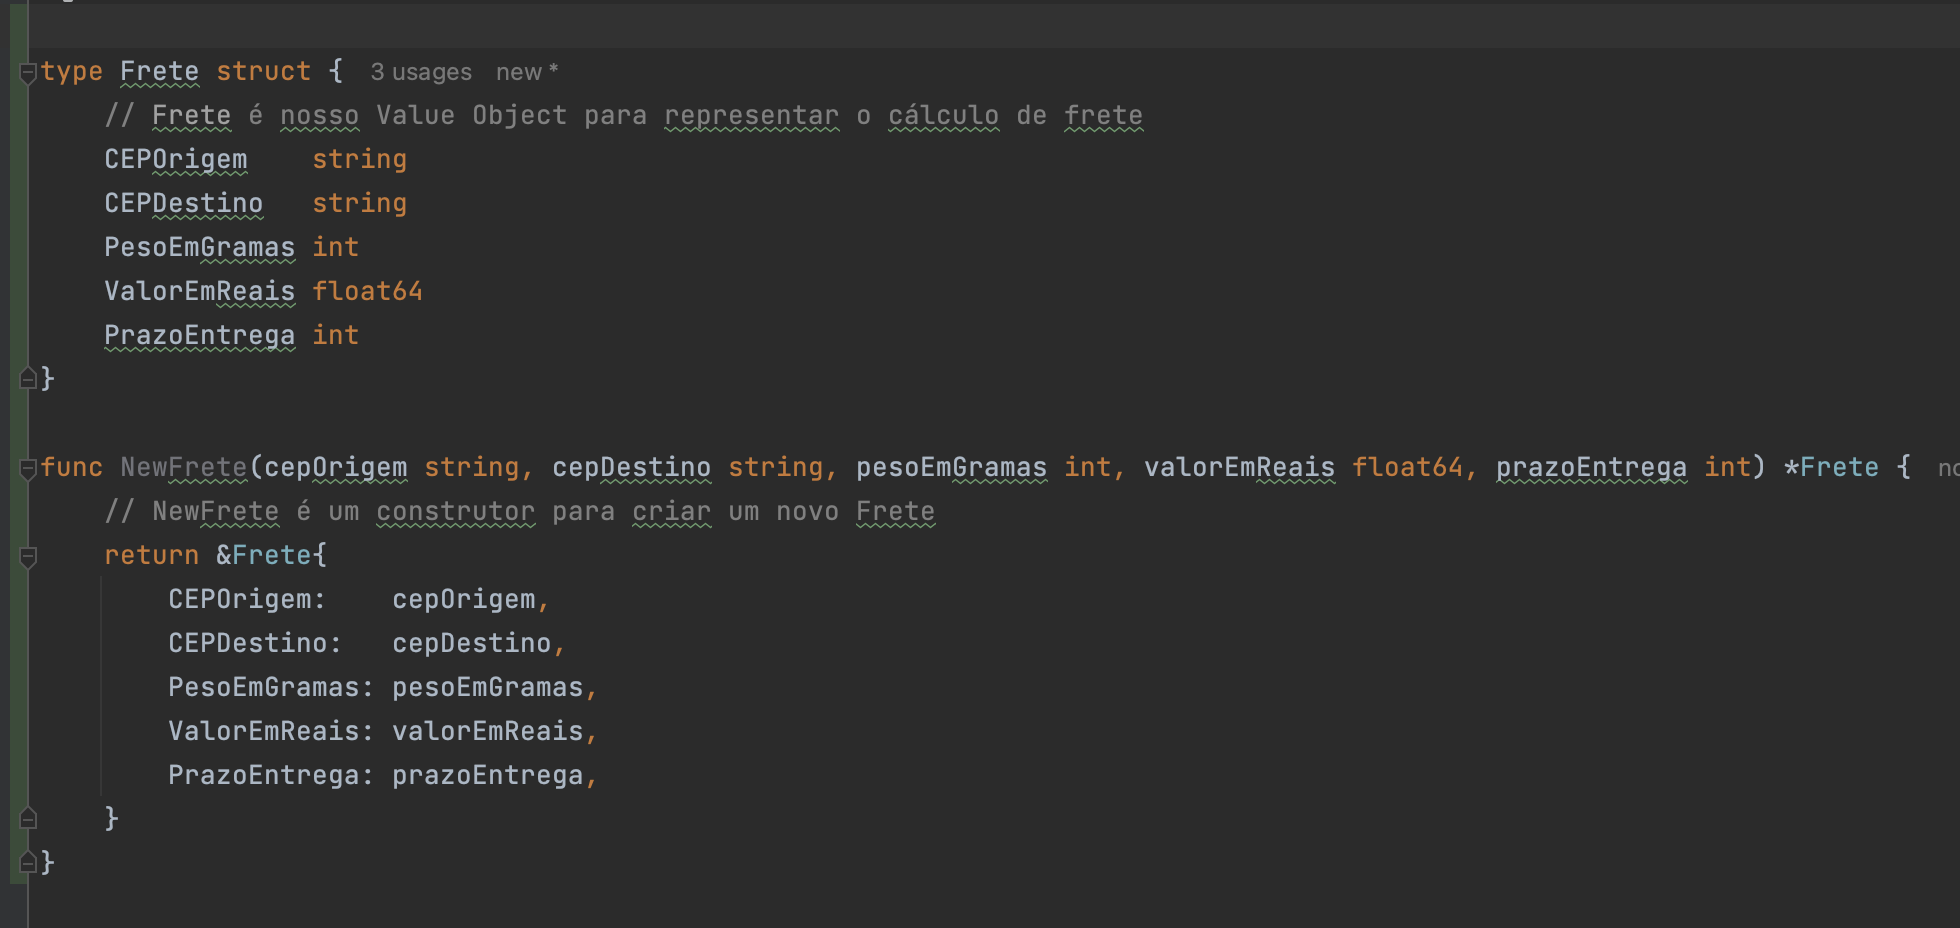 type Frete struct { 3 usages new *
// Frete é nosso Value Object para representar o cálculo de frete
CEPOrigem string
CEPDestino string
PesoEmGramas int
ValorEmReais float64
PrazoEntrega int
}
func NewFrete(cepOrigem string, cepDestino string, pesoEmGramas int, valorEmReais float64, prazoEntrega int) *Frete {
// NewFrete é um construtor para criar um novo Frete
return &Frete{
CEPOrigem: cepOrigem,
CEPDestino: cepDestino,
PesoEmGramas: pesoEmGramas,
ValorEmReais: valorEmReais,
PrazoEntrega: prazoEntrega,
}
}